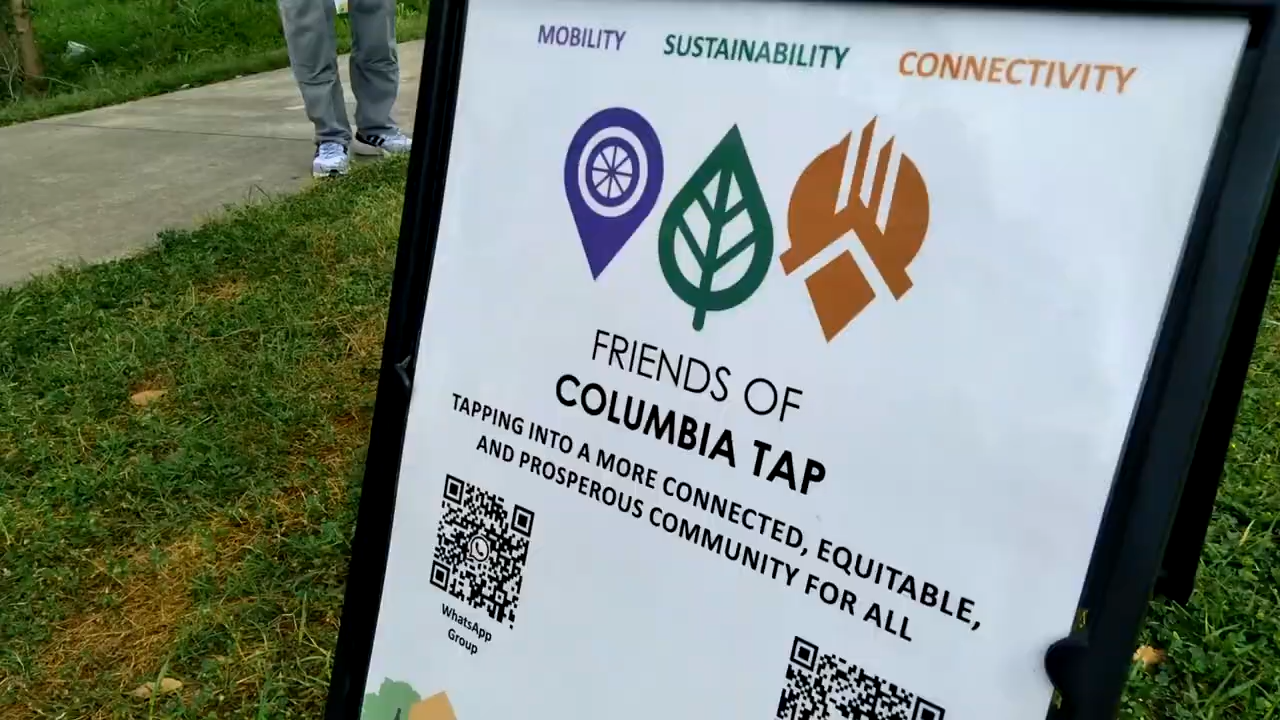 MOBILITY SUSTAINABILITY CONNECTIVITY
FRIENDS OF
COLUMBIA TAP
TAPPING INTO A MORE CONNECTED, EQUITABLE,
AND PROSPEROUS COMMUNITY FOR ALL
WhatsApp
Group